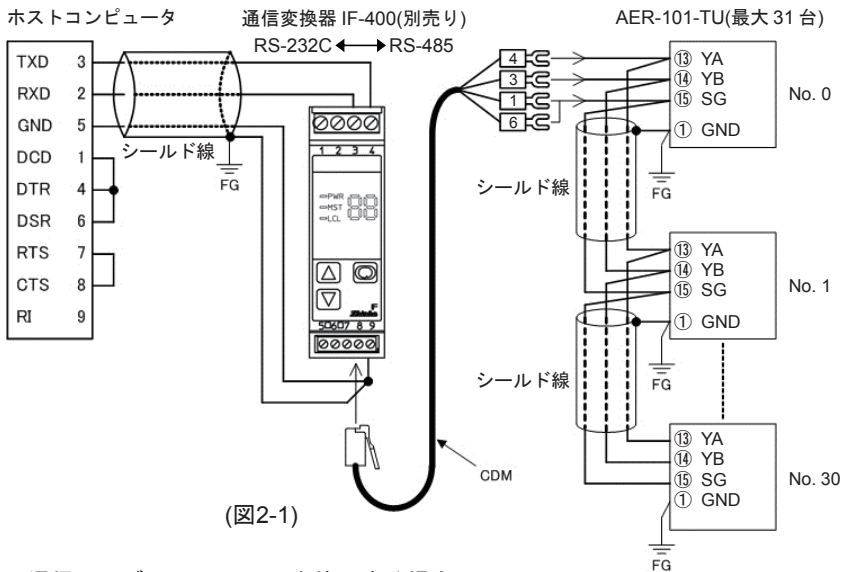 ホストコンピュータ
通信変換器 IF-400(別売り)
RS-232C ↔ RS-485
AER-101-TU(最大 31 台)
TXD 3
RXD 2
GND 5
DCD 1
DTR 4
DSR 6
RTS 7
CTS 8
RI 9
シールド線
FG
1 2 3 4
PWR
MST
LCL
88
F
Shinko
5 6 7 8 9
4
3
1
6
CDM
⑬ YA
⑭ YB
⑮ SG
① GND
No. 0
FG
シールド線
⑬ YA
⑭ YB
⑮ SG
① GND
No. 1
FG
シールド線
⑬ YA
⑭ YB
⑮ SG
① GND
No. 30
FG
(図2-1)